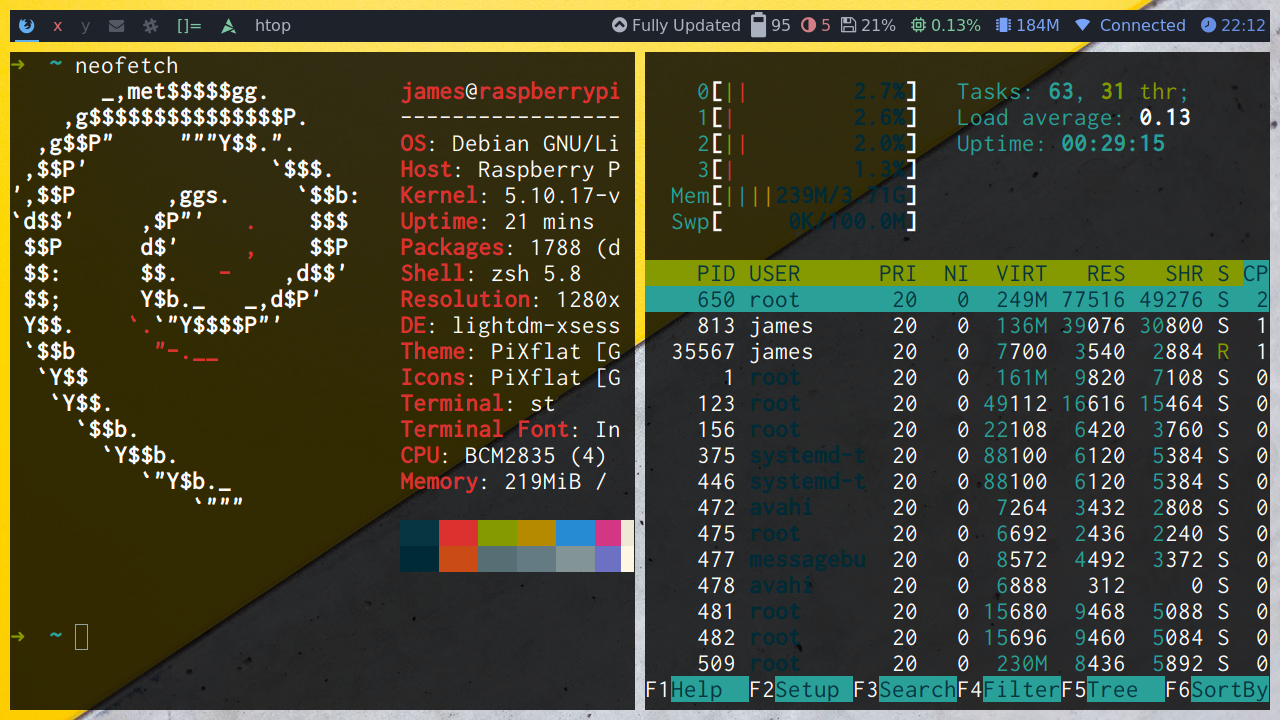 x y []= htop Fully Updated 95 5 21% 0.13% 184M Connected 22:12
→ ~ neofetch
_,met$$$$$gg.
,g$$$$$$$$$$$$$$$P.
,g$$P" """Y$$.".
,$$P' `$$$.
',$$P ,ggs. `$$b:
`d$$' ,$P"' . $$$
$$P d$' , $$P
$$: $$. - ,d$$'
$$; Y$b._ _,d$P'
Y$$. `.`"Y$$$$P"'
`$$b "-.__
`Y$$
`Y$$.
`$$b.
`Y$$b.
`"Y$b._
`"""
james@raspberrypi
-----------------
OS: Debian GNU/Li
Host: Raspberry P
Kernel: 5.10.17-v
Uptime: 21 mins
Packages: 1788 (d
Shell: zsh 5.8
Resolution: 1280x
DE: lightdm-xsess
Theme: PiXflat [G
Icons: PiXflat [G
Terminal: st
Terminal Font: In
CPU: BCM2835 (4)
Memory: 219MiB /
→ ~
0[|| 2.7%]
1[| 2.6%]
2[|| 2.0%]
3[| 1.3%]
Mem[||||239M/3.71G]
Swp[ 0K/100.0M]
Tasks: 63, 31 thr;
Load average: 0.13
Uptime: 00:29:15
PID USER PRI NI VIRT RES SHR S CP
650 root 20 0 249M 77516 49276 S 2
813 james 20 0 136M 39076 30800 S 1
35567 james 20 0 7700 3540 2884 R 1
1 root 20 0 161M 9820 7108 S 0
123 root 20 0 49112 16616 15464 S 0
156 root 20 0 22108 6420 3760 S 0
375 systemd-t 20 0 88100 6120 5384 S 0
446 systemd-t 20 0 88100 6120 5384 S 0
472 avahi 20 0 7264 3432 2808 S 0
475 root 20 0 6692 2436 2240 S 0
477 messagebu 20 0 8572 4492 3372 S 0
478 avahi 20 0 6888 312 0 S 0
481 root 20 0 15680 9468 5088 S 0
482 root 20 0 15696 9460 5084 S 0
509 root 20 0 230M 8436 5892 S 0
F1Help F2Setup F3SearchF4FilterF5Tree F6SortBy